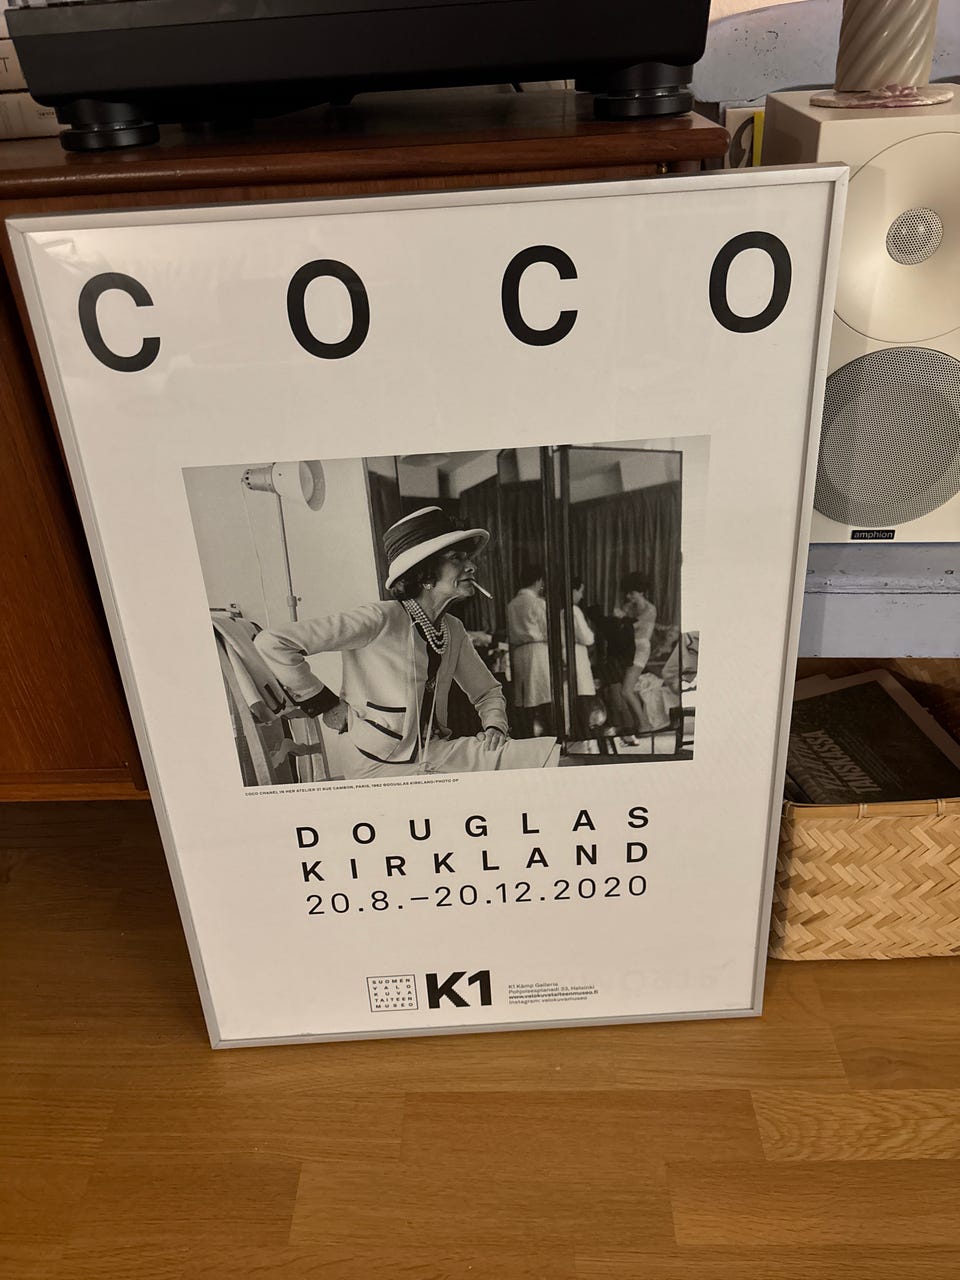 COCO
COCO CHANEL IN HER ATELIER 31 RUE CAMBON, PARIS, 1962 ©DOUGLAS KIRKLAND/PHOTO OP
DOUGLAS
KIRKLAND
20.8.–20.12.2020
SUOMEN
VALO
KUVA
TAITEEN
MUSEO
K1
K1 Kämp Galleria
Pohjoisesplanadi 33, Helsinki
www.valokuvataiteenmuseo.fi
Instagram: valokuvamuseo
amphion